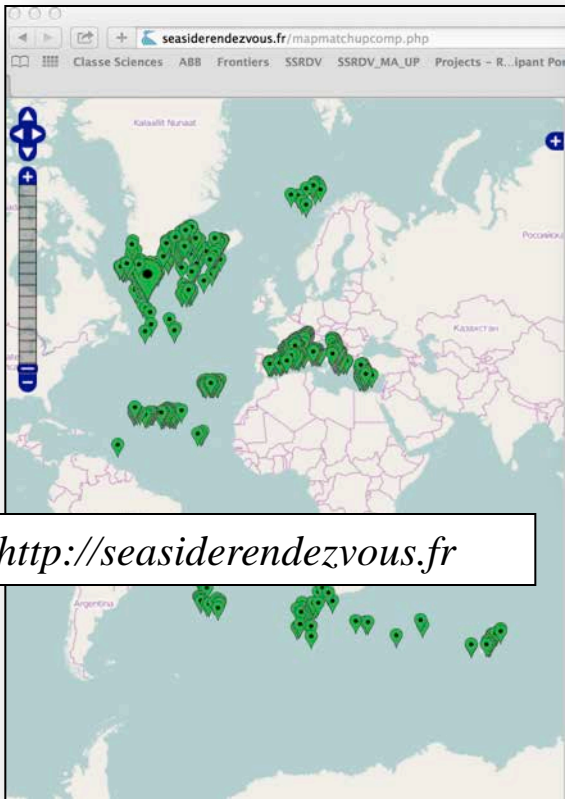 seasiderendezvous.fr/mapmatchupcomp.php
Classe Sciences ABB Frontiers SSRDV SSRDV_MA_UP Projects – R...ipant Por
Kalaallit Nunaat
Казахстан
http://seasiderendezvous.fr
Argentina